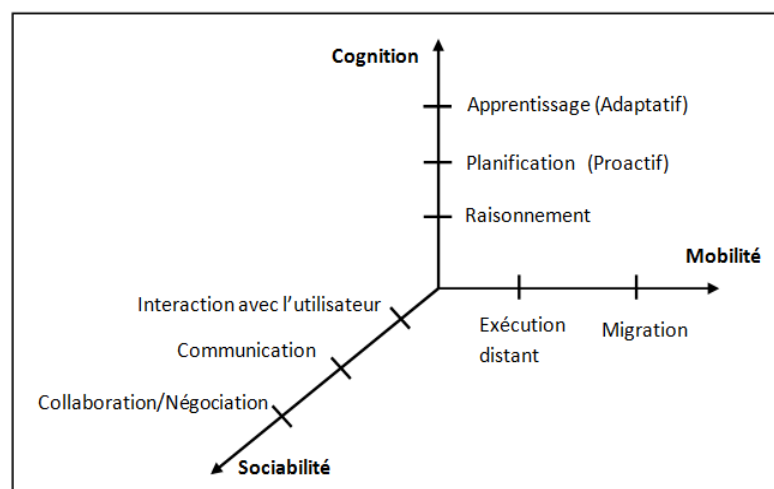 Cognition
Apprentissage (Adaptatif)
Planification (Proactif)
Raisonnement
Mobilité
Interaction avec l'utilisateur
Exécution
distant
Migration
Communication
Collaboration/Négociation
Sociabilité